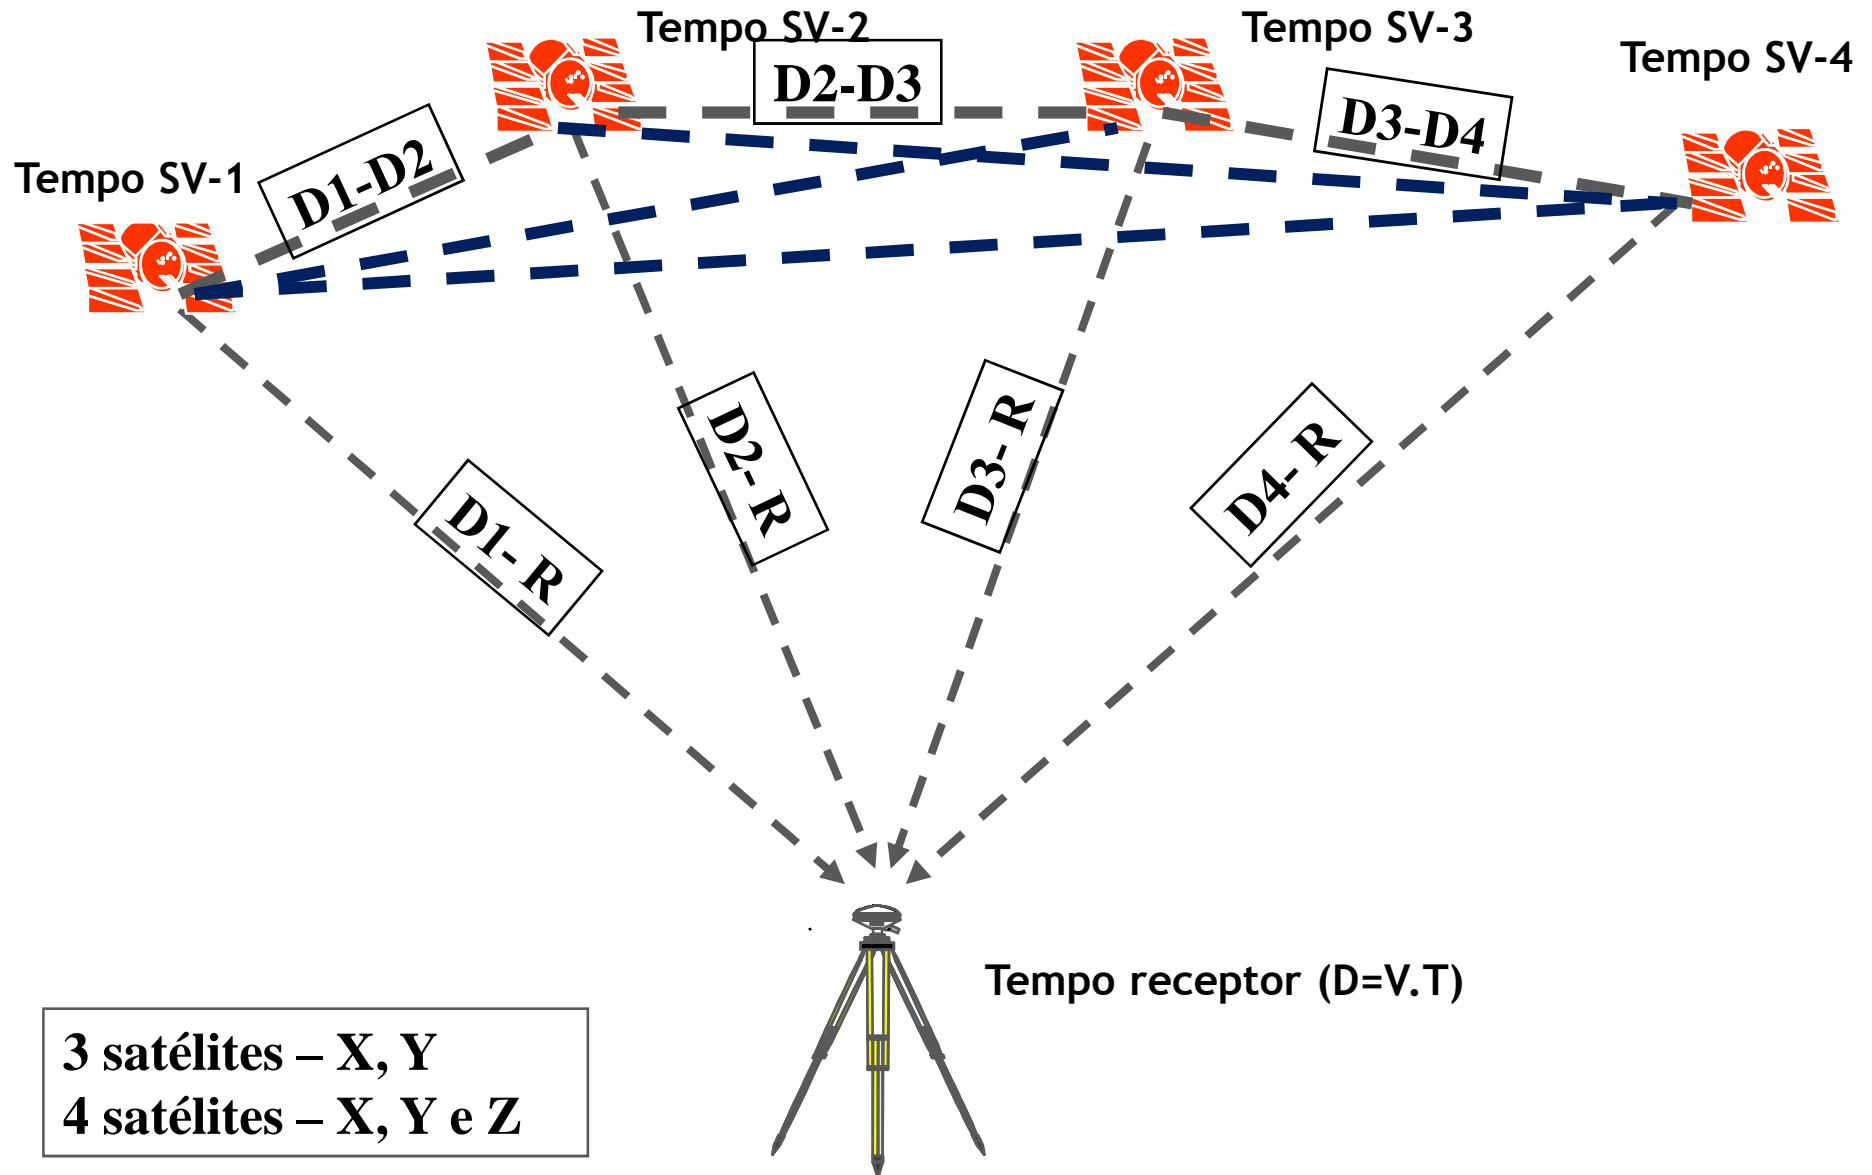 Tempo SV-2
Tempo SV-3
Tempo SV-4
D2-D3
D3-D4
D1-D2
Tempo SV-1
D1- R
D2- R
D3- R
D4- R
Tempo receptor (D=V.T)
3 satélites – X, Y
4 satélites – X, Y e Z